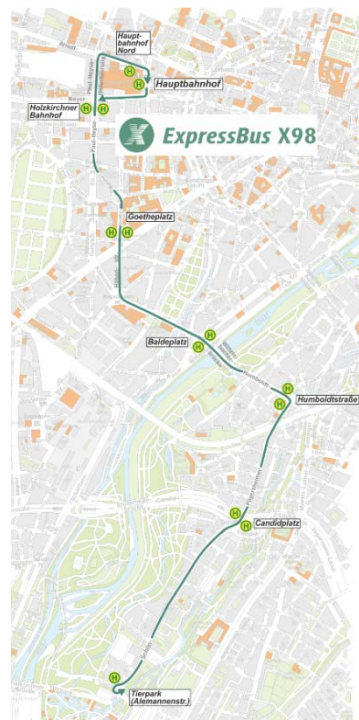 Haupt-
bahnhof
Nord
Hauptbahnhof
Holzkirchner
Bahnhof
X ExpressBus X98
Goetheplatz
Baldeplatz
Humboldtstraße
Candidplatz
Tierpark
(Alemannenstr.)
H
H
H
H
H
H
H
H
H
H
H
H
H